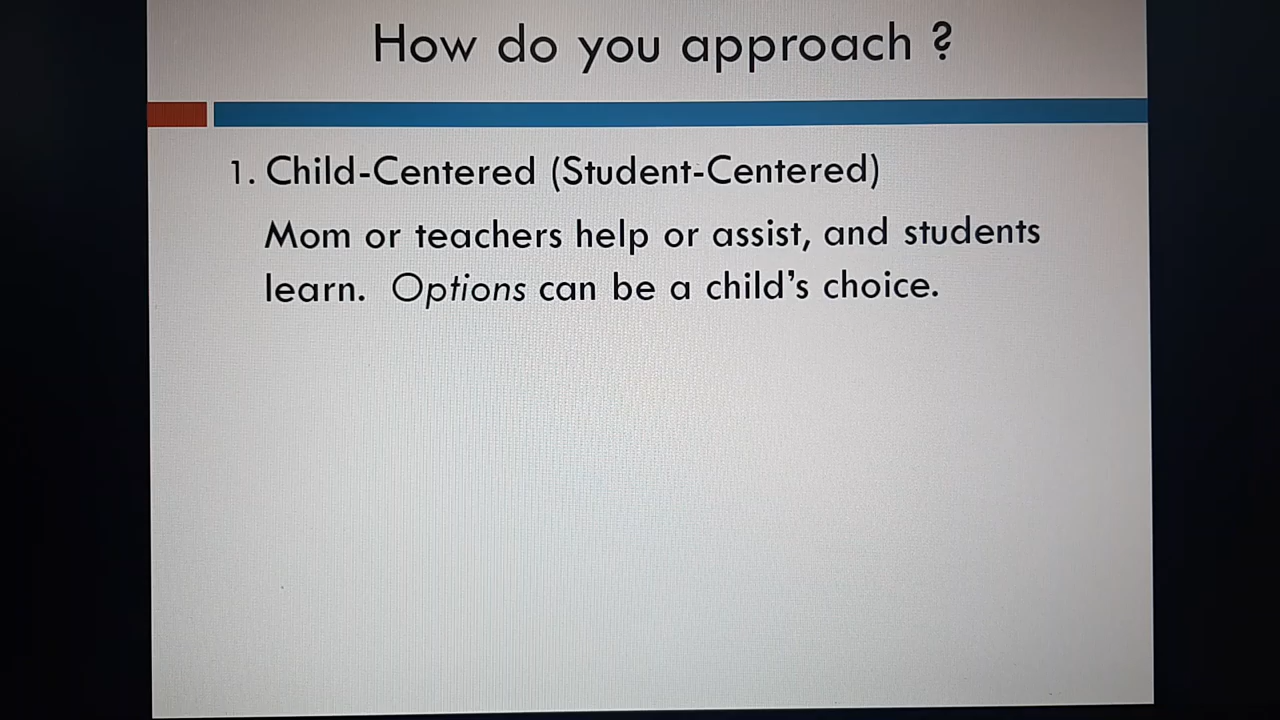 How do you approach ?
1. Child-Centered (Student-Centered)
Mom or teachers help or assist, and students
learn. Options can be a child's choice.